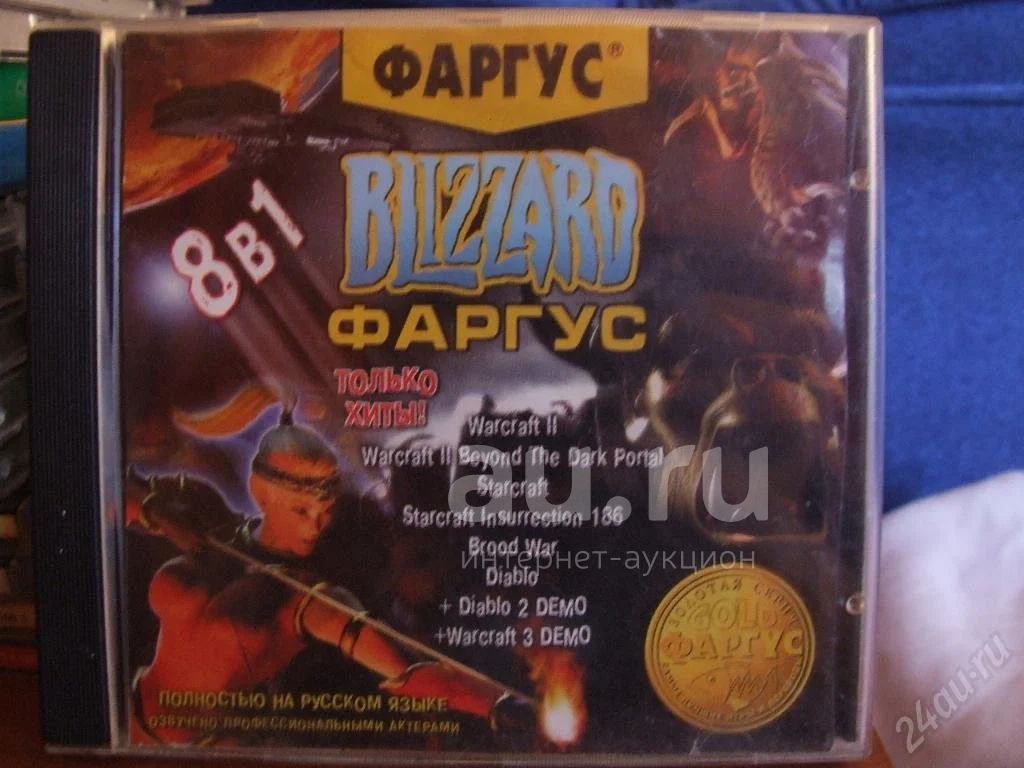 ФАРГУС®
8 В 1
BLIZZARD
ФАРГУС
ТОЛЬКО
ХИТЫ!
Warcraft II
Warcraft II Beyond The Dark Portal
Starcraft
Starcraft Insurrection 186
Brood War
Diablo
+ Diablo 2 DEMO
+Warcraft 3 DEMO
au.ru
интернет-аукцион
ЗОЛОТАЯ СЕРИЯ
GOLD
ФАРГУС
ПОЛНОСТЬЮ НА РУССКОМ ЯЗЫКЕ
ОЗВУЧЕНО ПРОФЕССИОНАЛЬНЫМИ АКТЕРАМИ
24au.ru